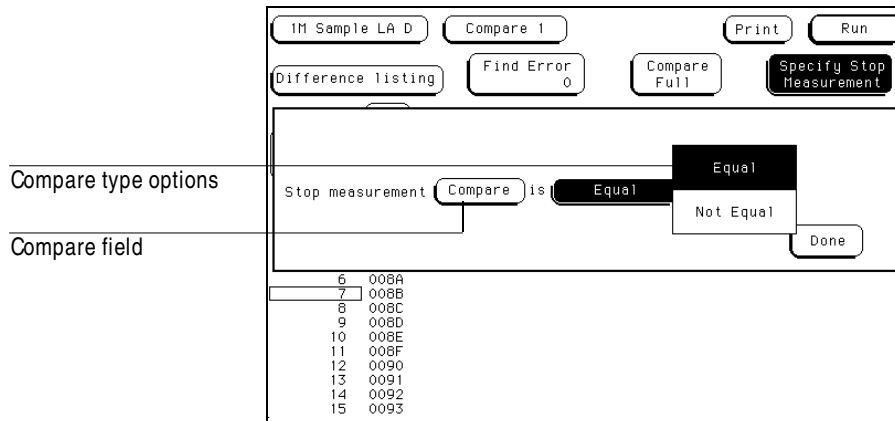 1M Sample LA D Compare 1 Print Run
Difference listing Find Error 0 Compare Full Specify Stop Measurement
Compare type options
Stop measurement Compare is Equal
Equal
Not Equal
Compare field
Done
6 008A
7 008B
8 008C
9 008D
10 008E
11 008F
12 0090
13 0091
14 0092
15 0093